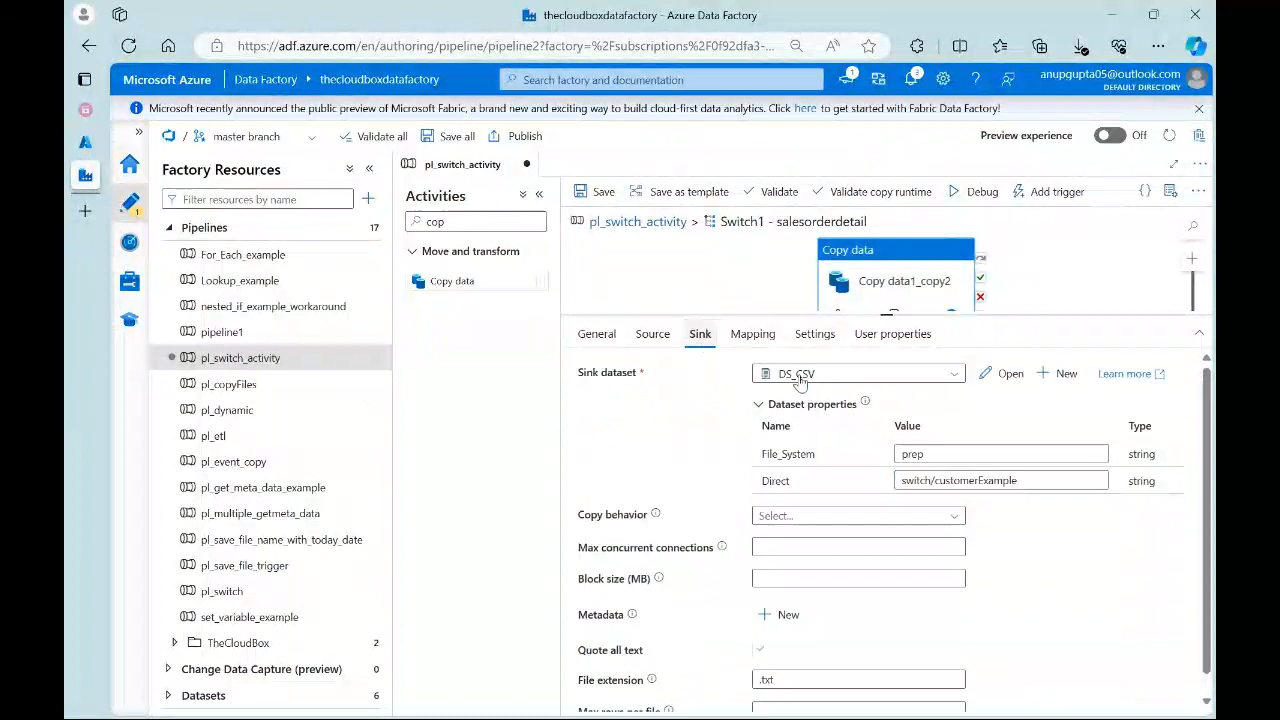 thecloudboxdatafactory - Azure Data Factory
https://adf.azure.com/en/authoring/pipeline/pipeline2?factory=%2Fsubscriptions%2F0f92dfa3-...
Microsoft Azure Data Factory thecloudboxdatafactory Search factory and documentation 1 3 anupgupta05@outlook.com
DEFAULT DIRECTORY
Microsoft recently announced the public preview of Microsoft Fabric, a brand new and exciting way to build cloud-first data analytics. Click here to get started with Fabric Data Factory!
/ master branch Validate all Save all Publish Preview experience Off
Factory Resources
Filter resources by name
Pipelines 17
For_Each_example
Lookup_example
nested_if_example_workaround
pipeline1
pl_switch_activity
pl_copyFiles
pl_dynamic
pl_etl
pl_event_copy
pl_get_meta_data_example
pl_multiple_getmeta_data
pl_save_file_name_with_today_date
pl_save_file_trigger
pl_switch
set_variable_example
TheCloudBox 2
Change Data Capture (preview) 0
Datasets 6
1
pl_switch_activity
Activities
cop
Move and transform
Copy data
Save Save as template Validate Validate copy runtime Debug Add trigger {}
pl_switch_activity > Switch1 - salesorderdetail
Copy data
Copy data1_copy2
General Source Sink Mapping Settings User properties
Sink dataset * DS_CSV Open New Learn more
Dataset properties
Name Value Type
File_System prep string
Direct switch/customerExample string
Copy behavior Select...
Max concurrent connections
Block size (MB)
Metadata New
Quote all text
File extension .txt
Max rows per file